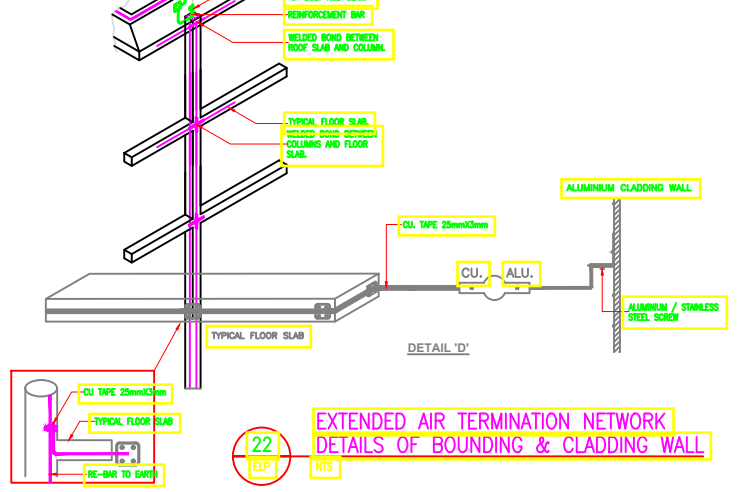 REINFORCEMENT BAR
WELDED BOND BETWEEN
ROOF SLAB AND COLUMN.
TYPICAL FLOOR SLAB.
WELDED BOND BETWEEN
COLUMNS AND FLOOR
SLAB.
ALUMINIUM CLADDING WALL
CU. TAPE 25mmX3mm
CU. ALU.
ALUMINIUM / STAINLESS
STEEL SCREW
TYPICAL FLOOR SLAB
DETAIL 'D'
CU TAPE 25mmX3mm
TYPICAL FLOOR SLAB
RE-BAR TO EARTH
22
ELP
EXTENDED AIR TERMINATION NETWORK
DETAILS OF BOUNDING & CLADDING WALL
NTS